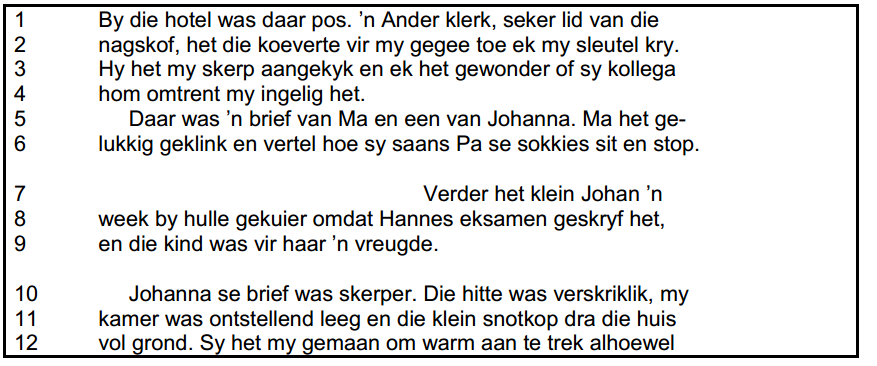 1 By die hotel was daar pos. ’n Ander klerk, seker lid van die
2 nagskof, het die koeverte vir my gegee toe ek my sleutel kry.
3 Hy het my skerp aangekyk en ek het gewonder of sy kollega
4 hom omtrent my ingelig het.
5 Daar was ’n brief van Ma en een van Johanna. Ma het ge-
6 lukkig geklink en vertel hoe sy saans Pa se sokkies sit en stop.
7 Verder het klein Johan ’n
8 week by hulle gekuier omdat Hannes eksamen geskryf het,
9 en die kind was vir haar ’n vreugde.
10 Johanna se brief was skerper. Die hitte was verskriklik, my
11 kamer was ontstellend leeg en die klein snotkop dra die huis
12 vol grond. Sy het my gemaan om warm aan te trek alhoewel